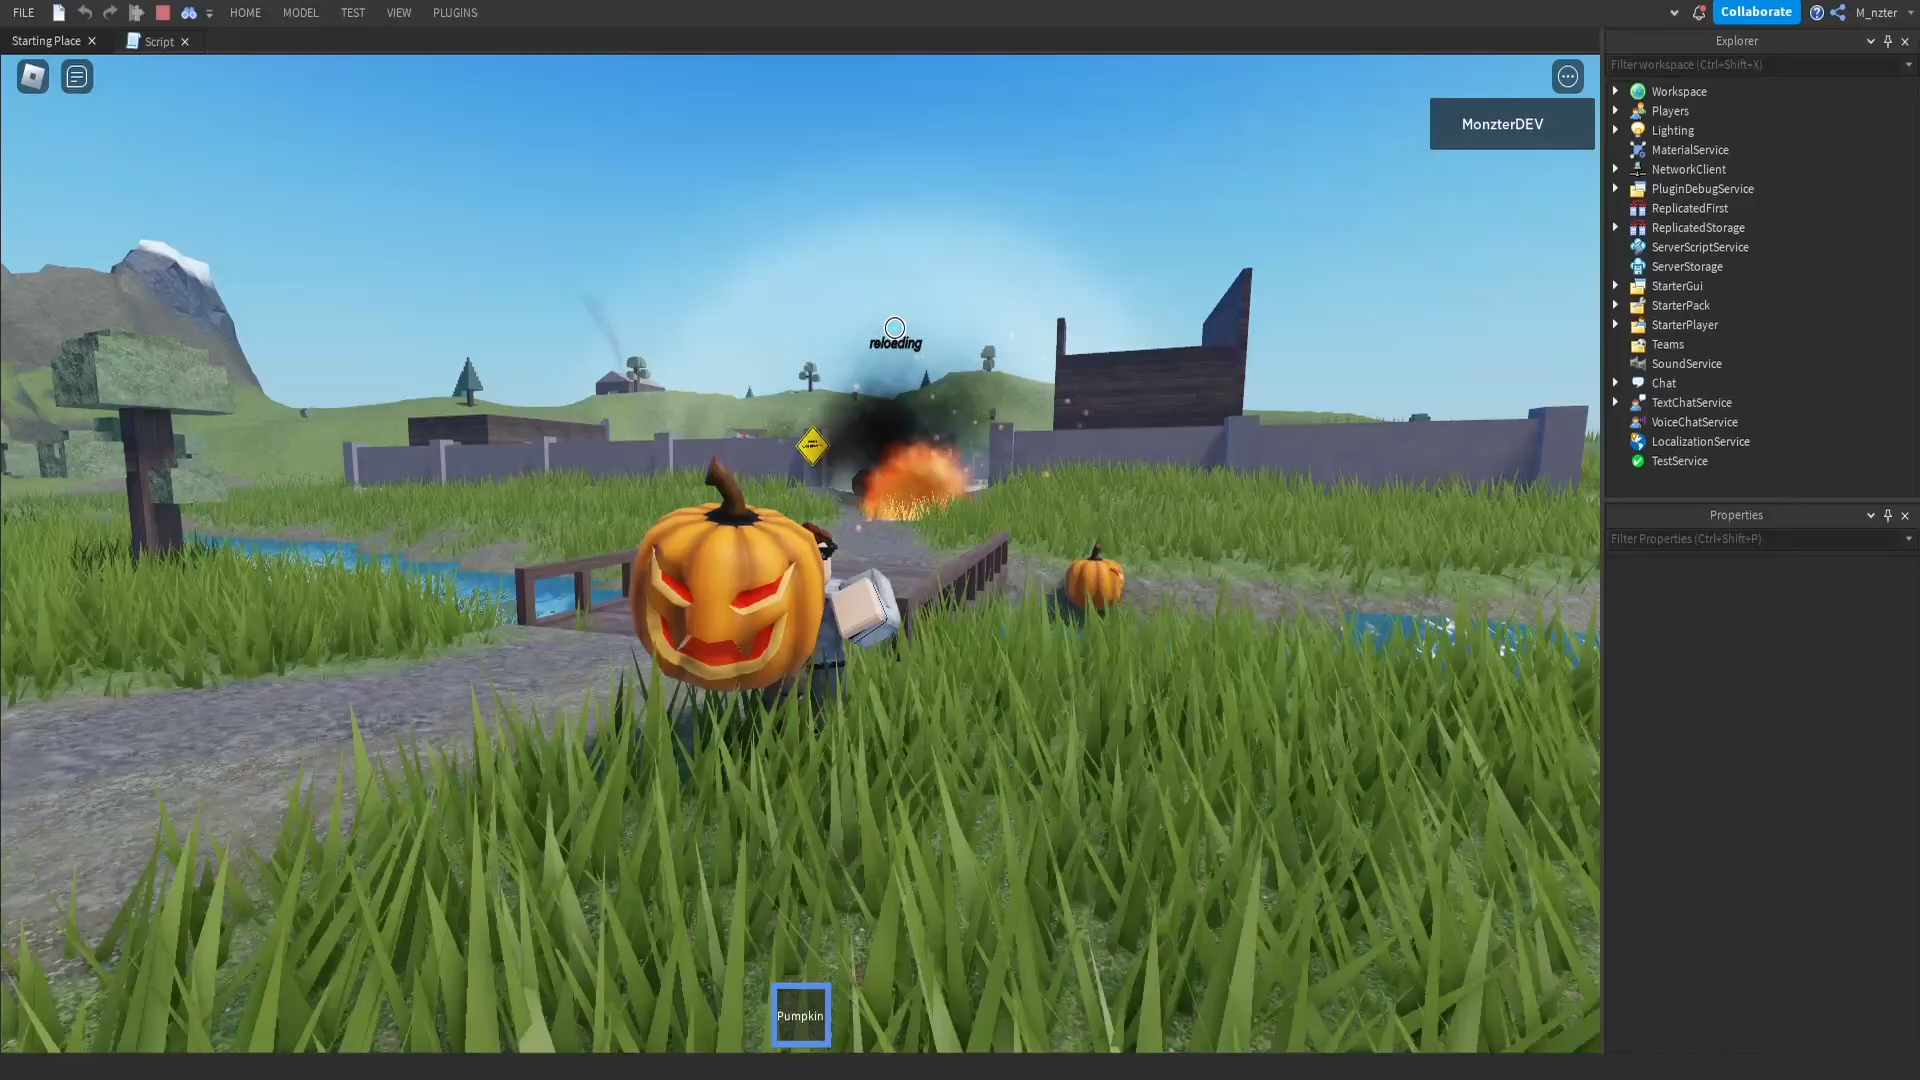 FILE
HOME
MODEL
TEST
VIEW
PLUGINS
Collaborate
M_nzter
Starting Place
Script
Explorer
Filter workspace (Ctrl+Shift+X)
Workspace
Players
Lighting
MaterialService
NetworkClient
PluginDebugService
ReplicatedFirst
ReplicatedStorage
ServerScriptService
ServerStorage
StarterGui
StarterPack
StarterPlayer
Teams
SoundService
Chat
TextChatService
VoiceChatService
LocalizationService
TestService
Properties
Filter Properties (Ctrl+Shift+P)
MonzterDEV
reloading
Pumpkin